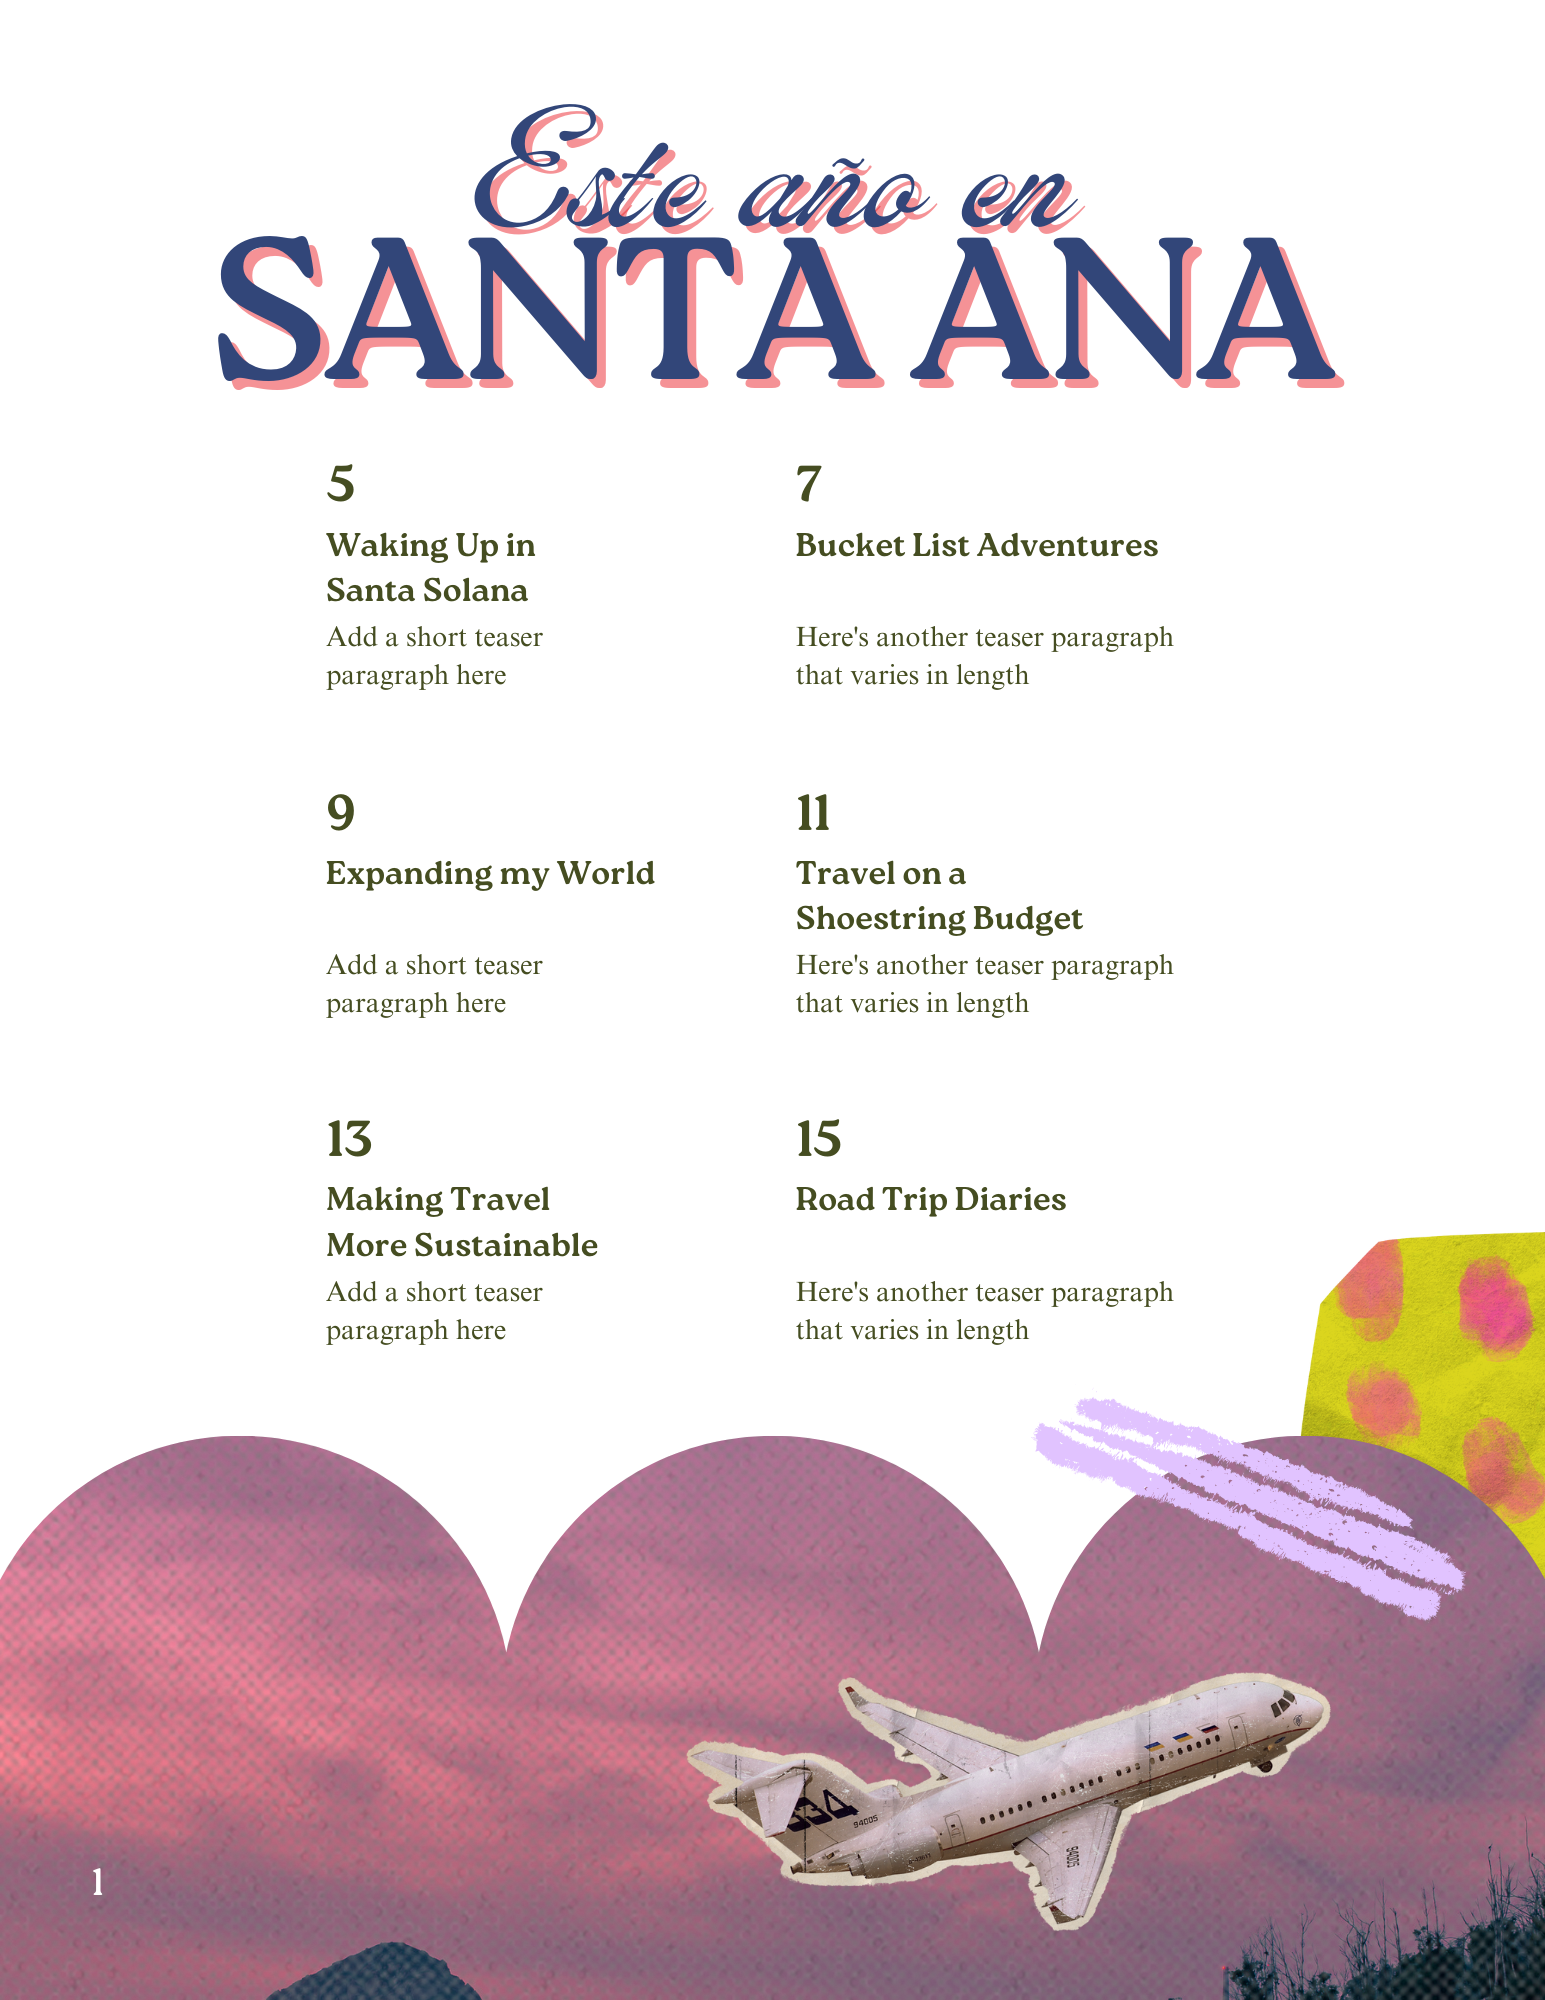 Este año en
SANTA ANA
5
Waking Up in
Santa Solana
Add a short teaser
paragraph here
7
Bucket List Adventures
Here's another teaser paragraph
that varies in length
9
Expanding my World
Add a short teaser
paragraph here
11
Travel on a
Shoestring Budget
Here's another teaser paragraph
that varies in length
13
Making Travel
More Sustainable
Add a short teaser
paragraph here
15
Road Trip Diaries
Here's another teaser paragraph
that varies in length
94005
94005
1